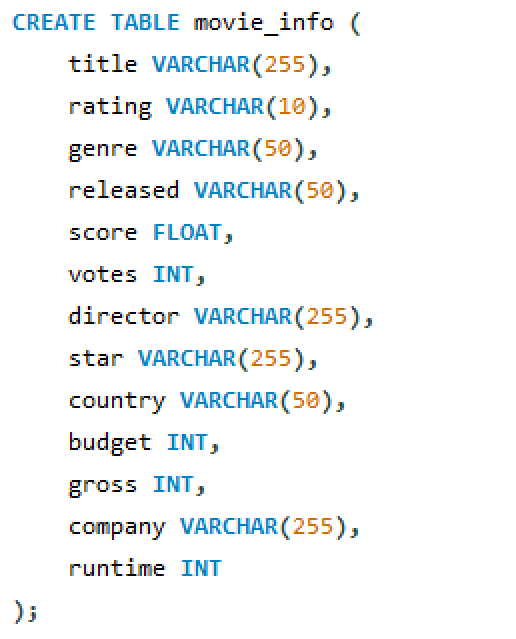 CREATE TABLE movie_info (
    title VARCHAR(255),
    rating VARCHAR(10),
    genre VARCHAR(50),
    released VARCHAR(50),
    score FLOAT,
    votes INT,
    director VARCHAR(255),
    star VARCHAR(255),
    country VARCHAR(50),
    budget INT,
    gross INT,
    company VARCHAR(255),
    runtime INT
);